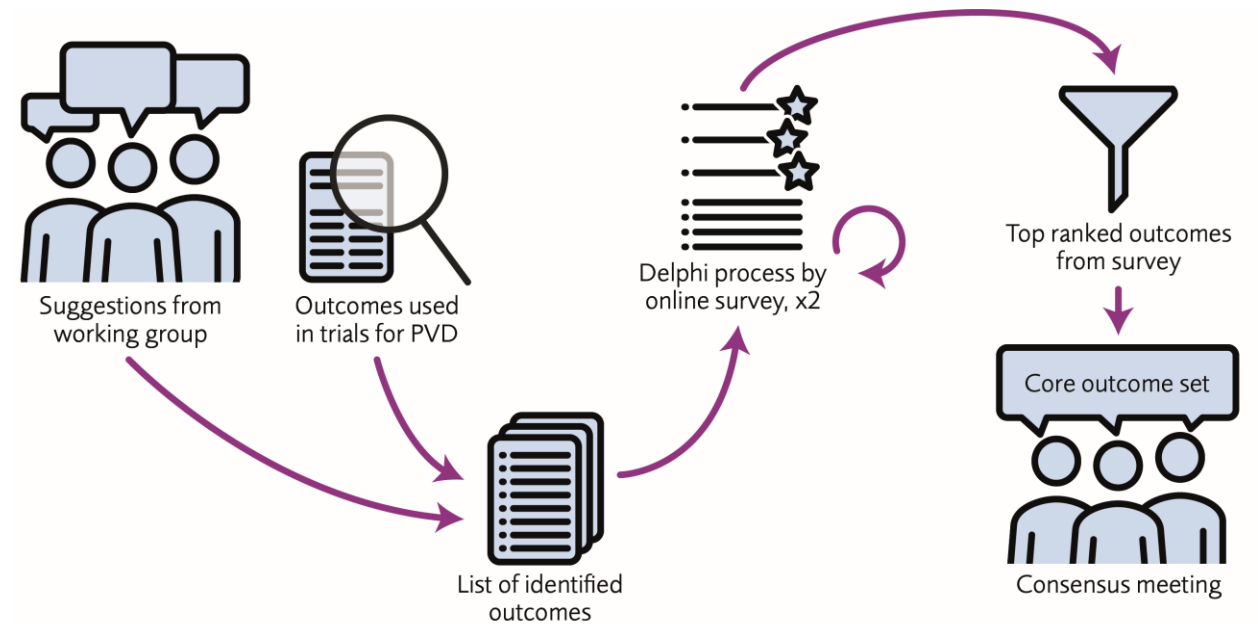 Suggestions from
working group
Outcomes used
in trials for PVD
List of identified
outcomes
Delphi process by
online survey, x2
Top ranked outcomes
from survey
Core outcome set
Consensus meeting